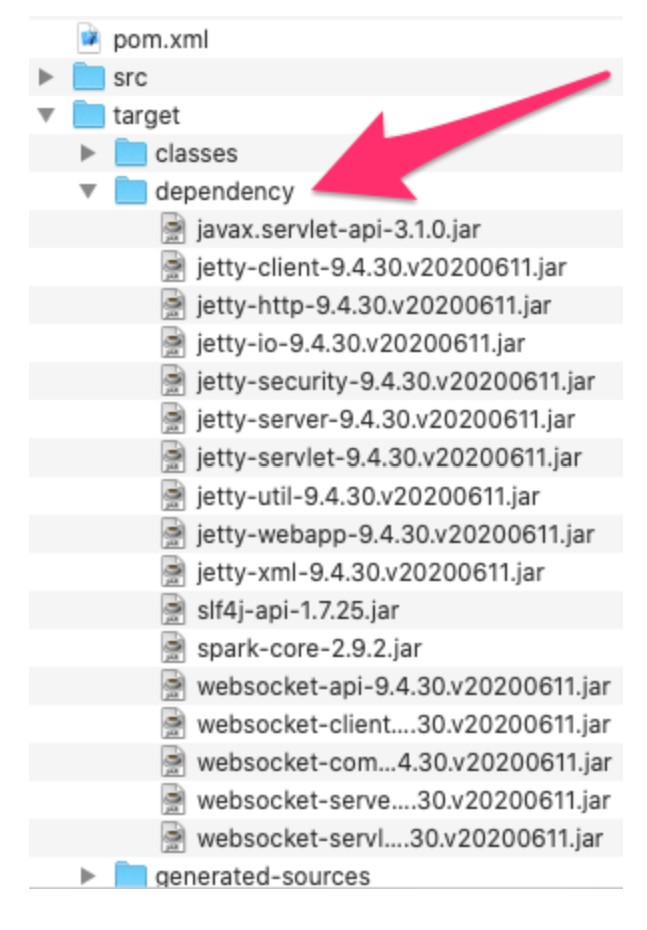 pom.xml
src
target
classes
dependency
javax.servlet-api-3.1.0.jar
jetty-client-9.4.30.v20200611.jar
jetty-http-9.4.30.v20200611.jar
jetty-io-9.4.30.v20200611.jar
jetty-security-9.4.30.v20200611.jar
jetty-server-9.4.30.v20200611.jar
jetty-servlet-9.4.30.v20200611.jar
jetty-util-9.4.30.v20200611.jar
jetty-webapp-9.4.30.v20200611.jar
jetty-xml-9.4.30.v20200611.jar
slf4j-api-1.7.25.jar
spark-core-2.9.2.jar
websocket-api-9.4.30.v20200611.jar
websocket-client....30.v20200611.jar
websocket-com...4.30.v20200611.jar
websocket-serve....30.v20200611.jar
websocket-servl....30.v20200611.jar
generated-sources